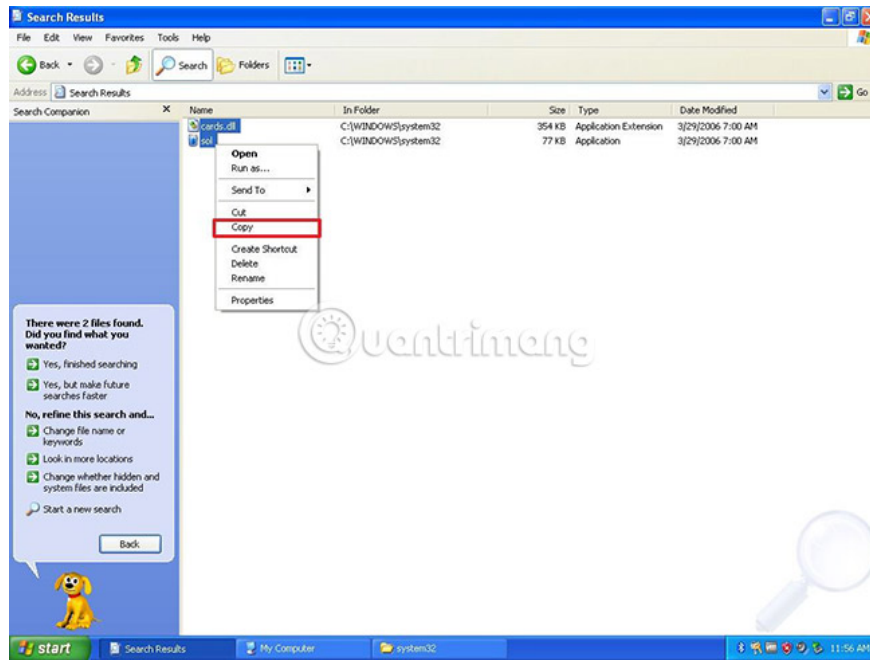 Search Results
File Edit View Favorites Tools Help
Back Search Folders
Address Search Results Go
Search Companion Name In Folder Size Type Date Modified
cards.dll C:\WINDOWS\system32 354 KB Application Extension 3/29/2006 7:00 AM
sol C:\WINDOWS\system32 77 KB Application 3/29/2006 7:00 AM
Open
Run as...
Send To
Cut
Copy
Create Shortcut
Delete
Rename
Properties
There were 2 files found.
Did you find what you
wanted?
Yes, finished searching
Yes, but make future
searches faster
No, refine this search and...
Change file name or
keywords
Look in more locations
Change whether hidden and
system files are included
Start a new search
Back
Quantrimang
start Search Results My Computer system32 11:56 AM